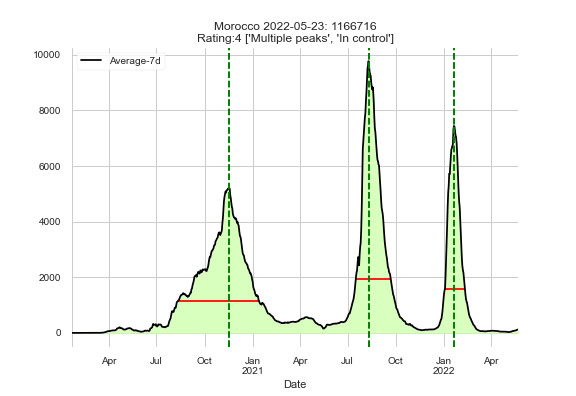 Morocco 2022-05-23: 1166716
Rating:4 ['Multiple peaks', 'In control']
Average-7d
10000
8000
6000
4000
2000
0
Apr Jul Oct Jan Apr Jul Oct Jan Apr
2021 2022
Date